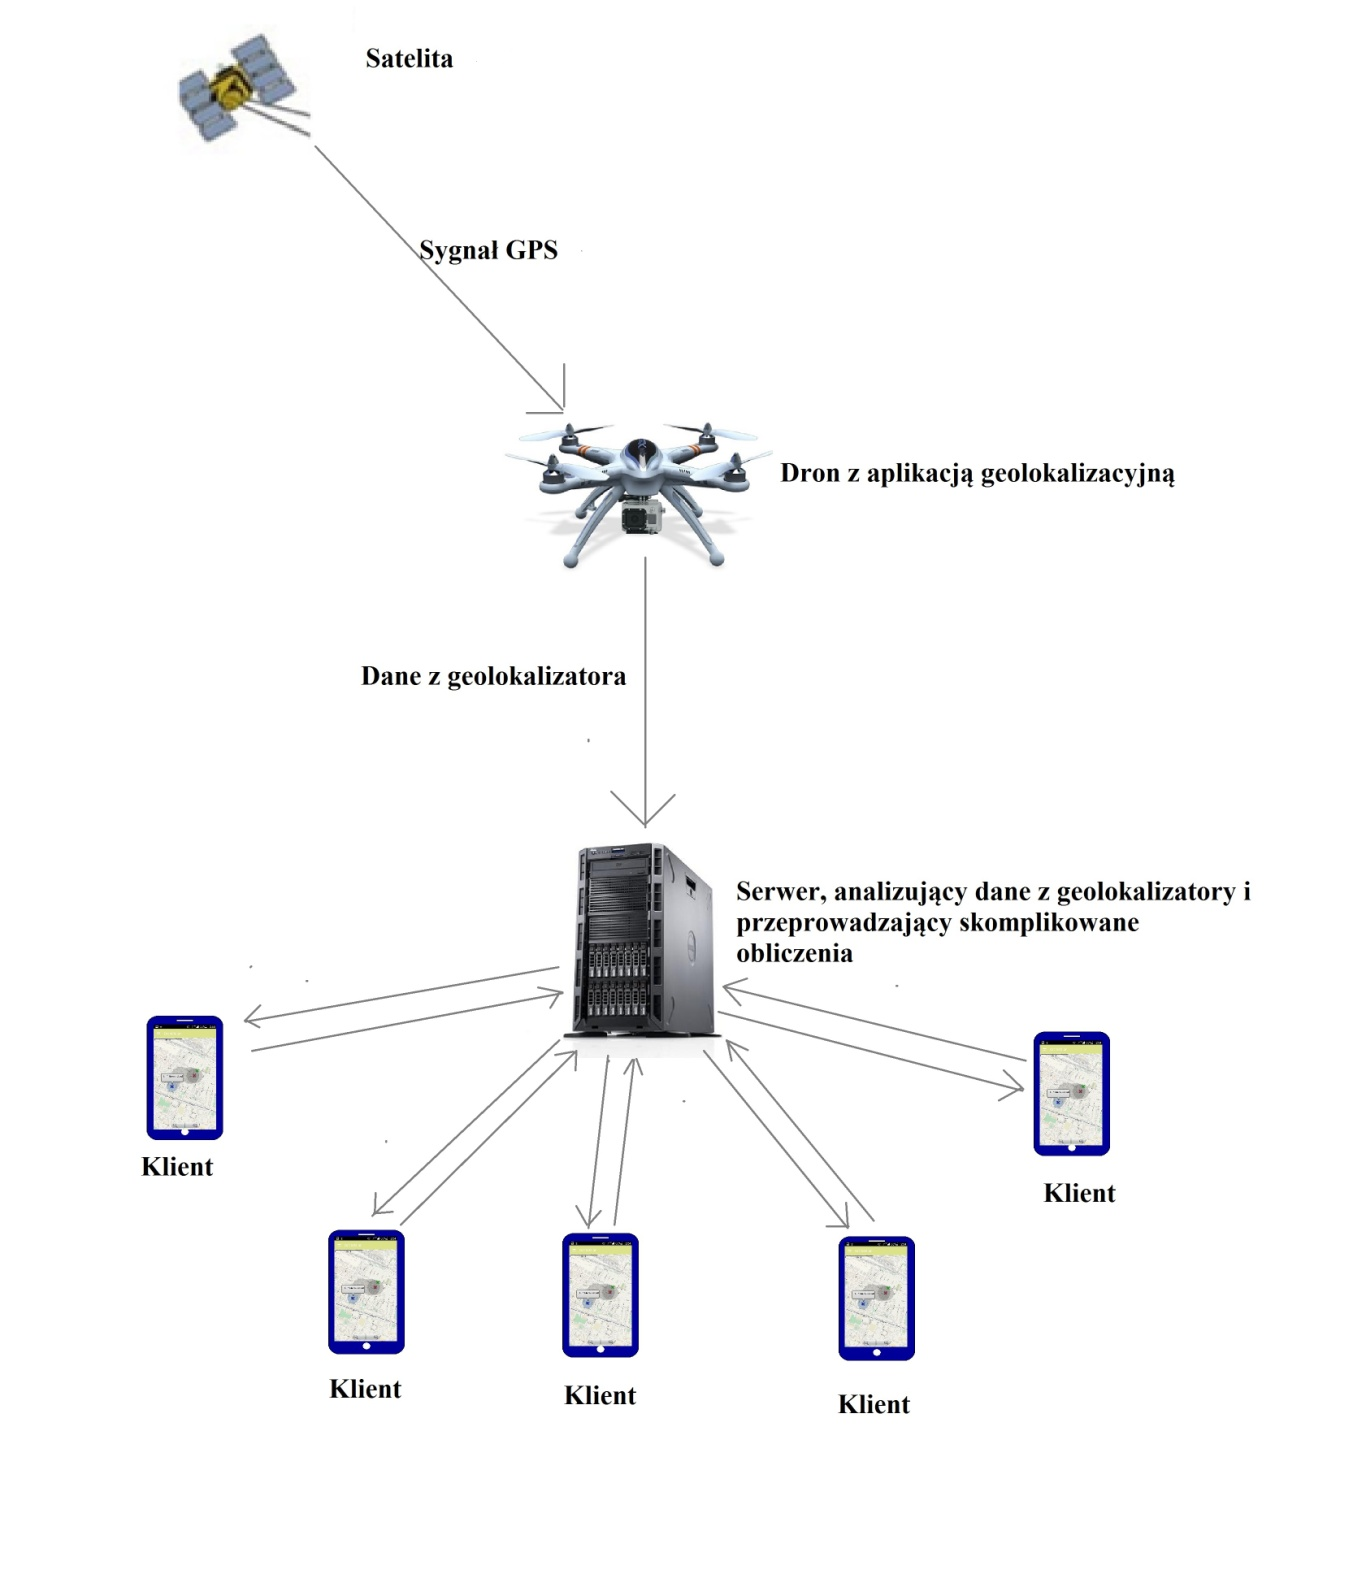 Satelita
Sygnał GPS
Dron z aplikacją geolokalizacyjną
Dane z geolokalizatora
Serwer, analizujący dane z geolokalizatory i
przeprowadzający skomplikowane
obliczenia
Klient
Klient
Klient
Klient
Klient